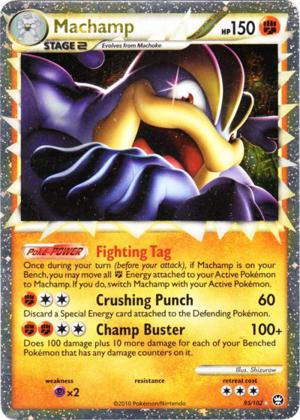 Machamp
HP150
STAGE 2
Evolves from Machoke
Poké-POWER Fighting Tag
Once during your turn (before your attack), if Machamp is on your
Bench, you may move all Energy attached to your Active Pokémon
to Machamp. If you do, switch Machamp with your Active Pokémon.
Crushing Punch 60
Discard a Special Energy card attached to the Defending Pokémon.
Champ Buster 100+
Does 100 damage plus 10 more damage for each of your Benched
Pokémon that has any damage counters on it.
Illus. Shizurow
weakness resistance retreat cost
×2
©2010 Pokémon/Nintendo
95/102